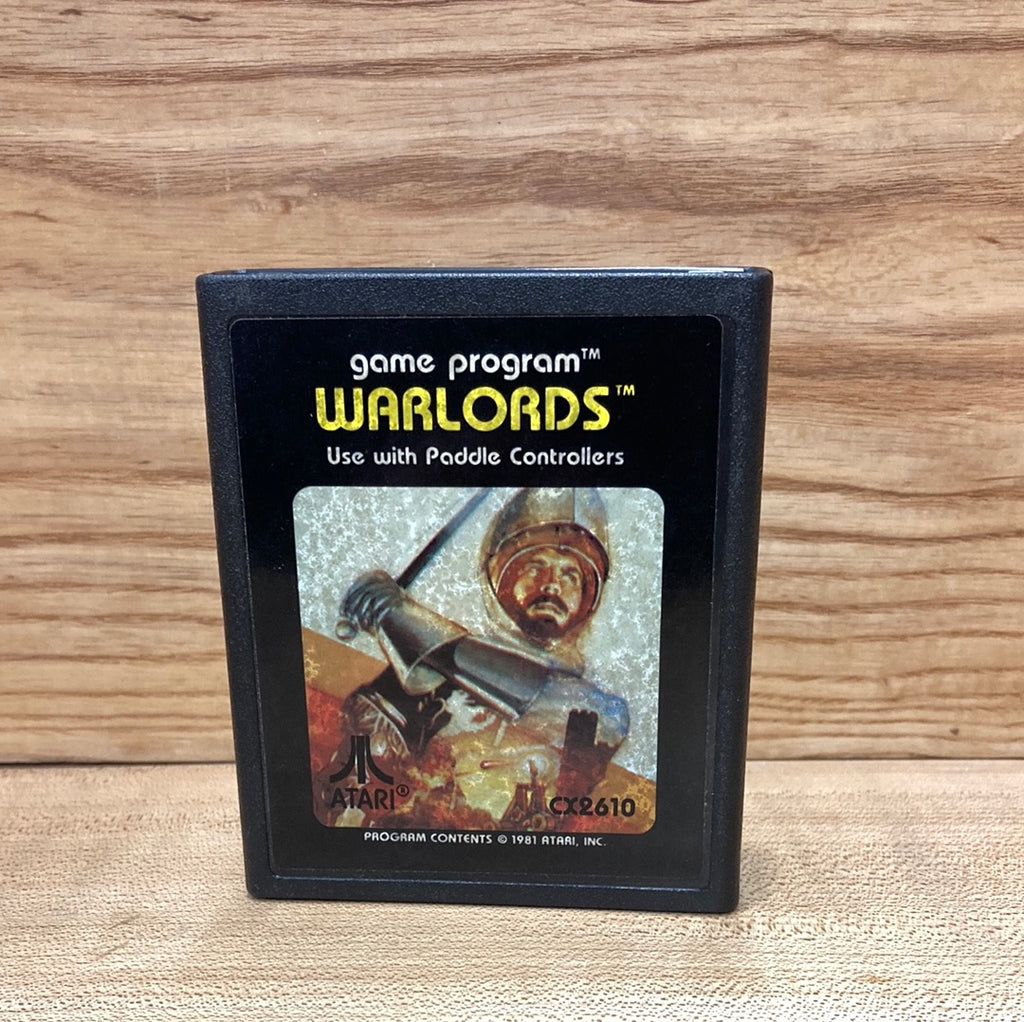 game program™
WARLORDS™
Use with Paddle Controllers
ATARI®
CX2610
PROGRAM CONTENTS © 1981 ATARI, INC.